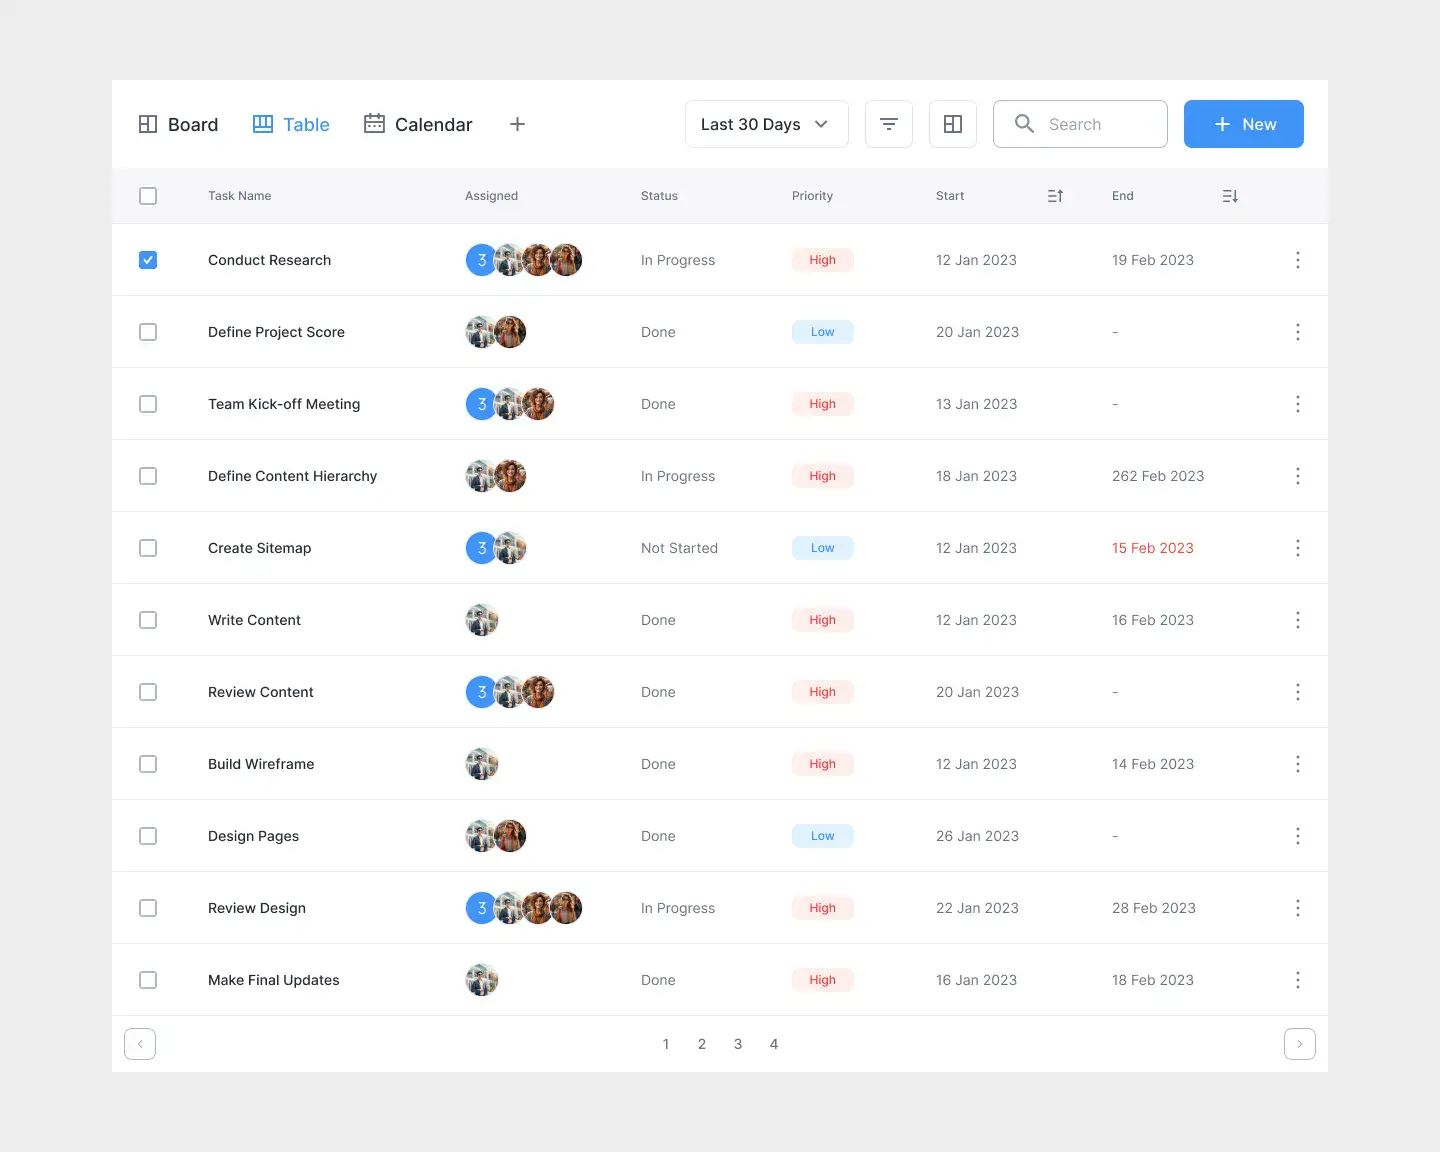 Board Table Calendar Last 30 Days Search New
Task Name Assigned Status Priority Start End
Conduct Research 3 In Progress High 12 Jan 2023 19 Feb 2023
Define Project Score Done Low 20 Jan 2023 -
Team Kick-off Meeting 3 Done High 13 Jan 2023 -
Define Content Hierarchy In Progress High 18 Jan 2023 262 Feb 2023
Create Sitemap 3 Not Started Low 12 Jan 2023 15 Feb 2023
Write Content Done High 12 Jan 2023 16 Feb 2023
Review Content 3 Done High 20 Jan 2023 -
Build Wireframe Done High 12 Jan 2023 14 Feb 2023
Design Pages Done Low 26 Jan 2023 -
Review Design 3 In Progress High 22 Jan 2023 28 Feb 2023
Make Final Updates Done High 16 Jan 2023 18 Feb 2023
1 2 3 4